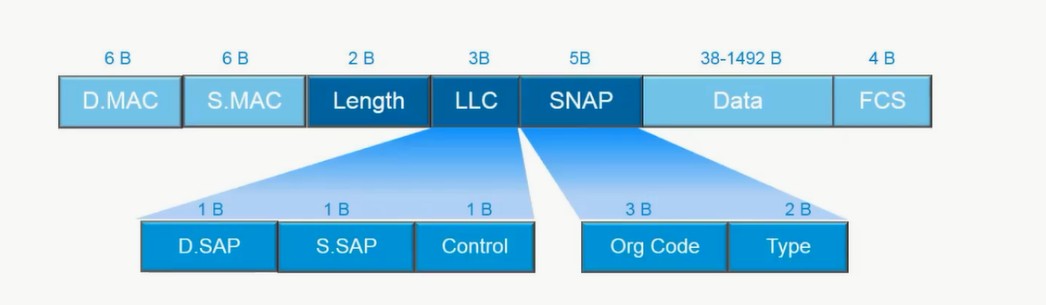 6 B 6 B 2 B 3B 5B 38-1492 B 4 B
D.MAC S.MAC Length LLC SNAP Data FCS
1 B 1 B 1 B 3 B 2 B
D.SAP S.SAP Control Org Code Type